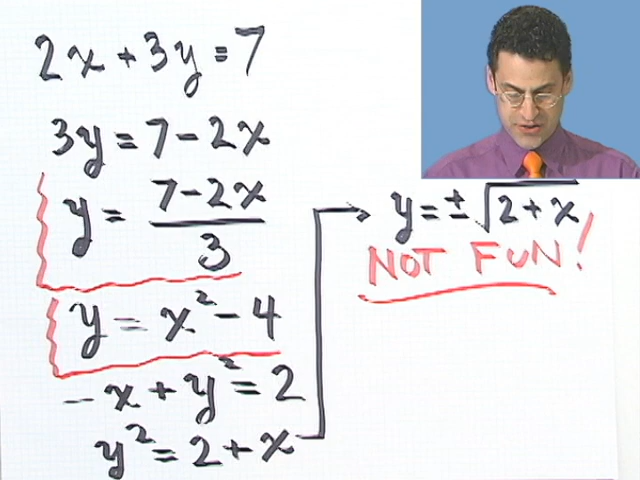 2x + 3y = 7
3y = 7 - 2x
y = 7 - 2x / 3
y = x² - 4
-x + y² = 2
y² = 2 + x
y = ± √2 + x
NOT FUN!